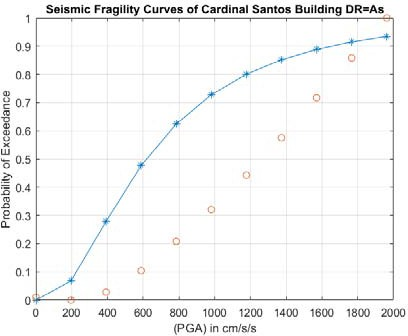 Seismic Fragility Curves of Cardinal Santos Building DR=As
1
0.9
0.8
0.7
0.6
0.5
0.4
0.3
0.2
0.1
0
Probability of Exceedance
0 200 400 600 800 1000 1200 1400 1600 1800 2000
(PGA) in cm/s/s